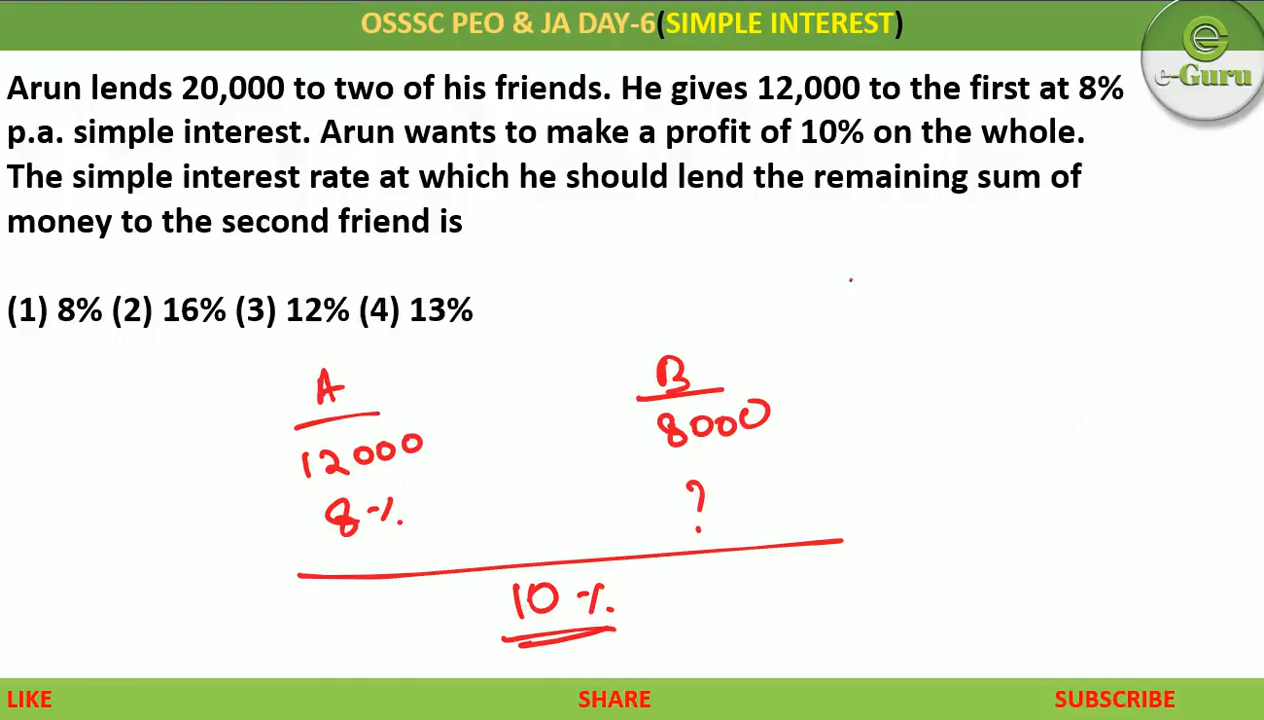 OSSSC PEO & JA DAY-6(SIMPLE INTEREST)
e-Guru
Arun lends 20,000 to two of his friends. He gives 12,000 to the first at 8%
p.a. simple interest. Arun wants to make a profit of 10% on the whole.
The simple interest rate at which he should lend the remaining sum of
money to the second friend is
(1) 8% (2) 16% (3) 12% (4) 13%
A B
12000 8000
8% ?
10%
LIKE SHARE SUBSCRIBE